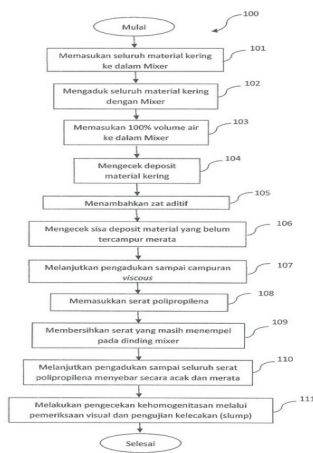 Mulai
100
Memasukan seluruh material kering
ke dalam Mixer
101
Mengaduk seluruh material kering
dengan Mixer
102
Memasukan 100% volume air
ke dalam Mixer
103
Mengecek deposit
material kering
104
Menambahkan zat aditif
105
Mengecek sisa deposit material yang belum
tercampur merata
106
Melanjutkan pengadukan sampai campuran
viscous
107
Memasukkan serat polipropilena
108
Membersihkan serat yang masih menempel
pada dinding mixer
109
Melanjutkan pengadukan sampai seluruh serat
polipropilena menyebar secara acak dan merata
110
Melakukan pengecekan kehomogenitasan melalui
pemeriksaan visual dan pengujian kelecakan (slump)
111
Selesai